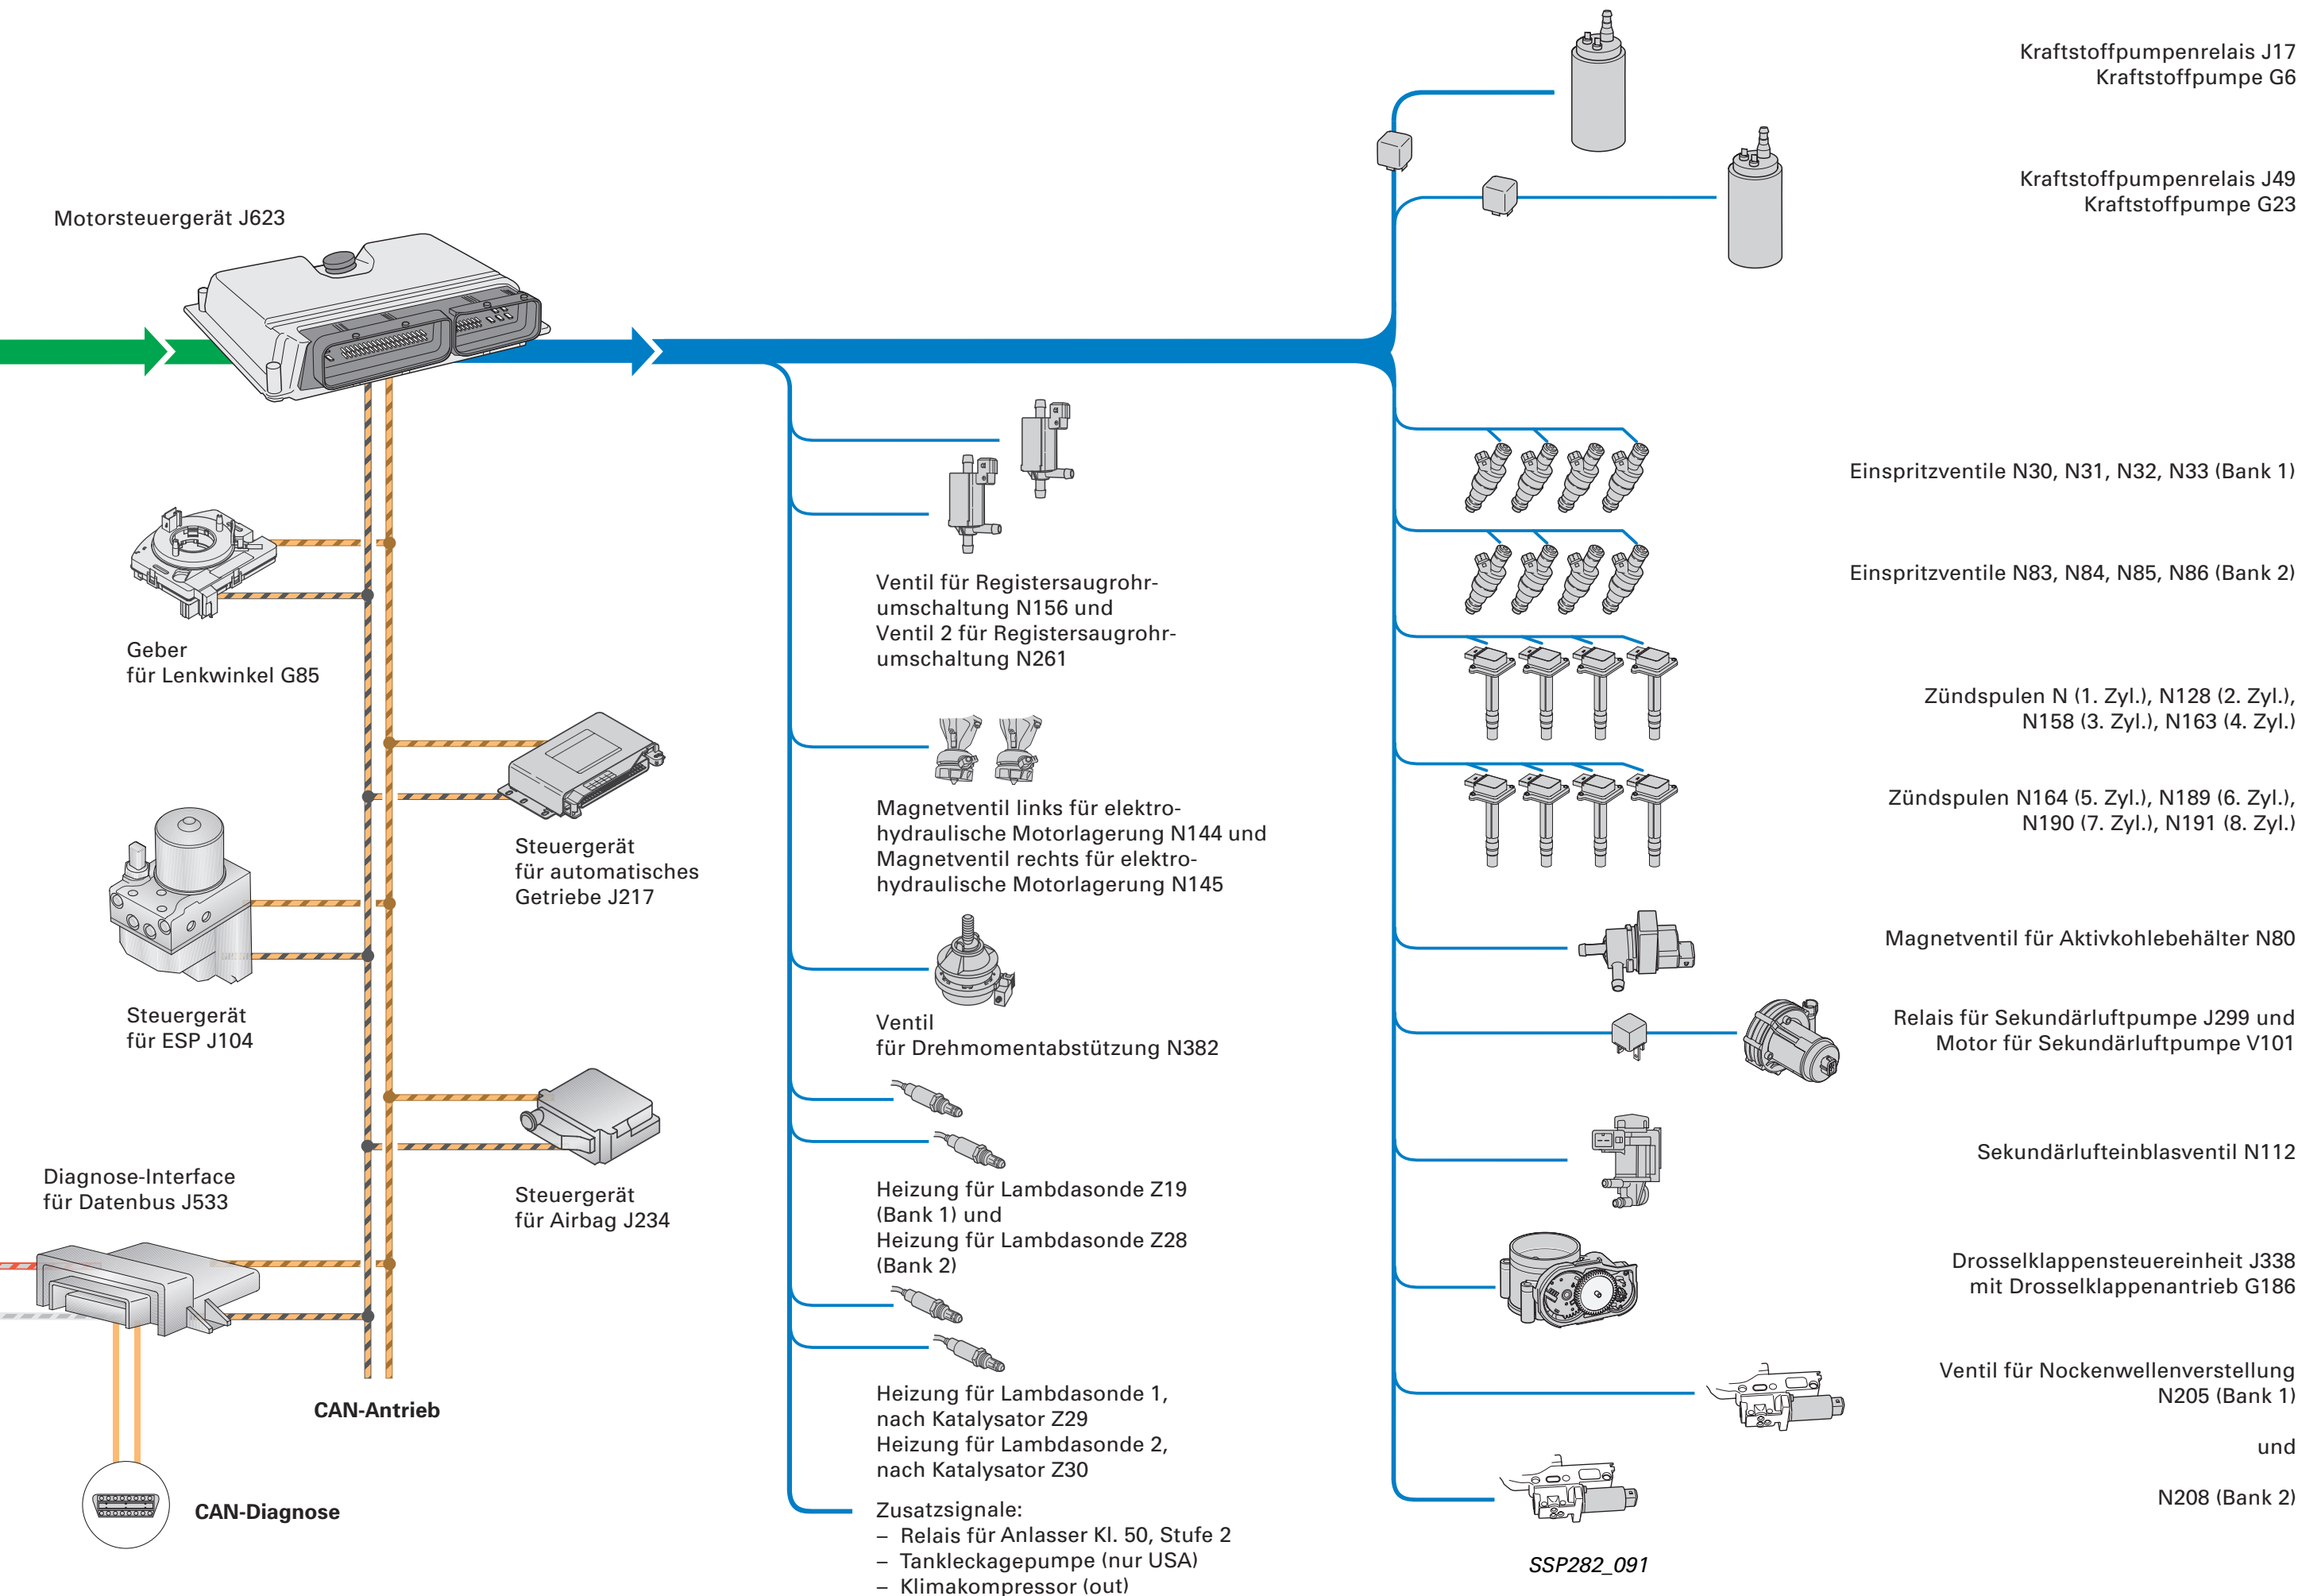 Motorsteuergerät J623
Geber
für Lenkwinkel G85
Steuergerät
für automatisches
Getriebe J217
Steuergerät
für ESP J104
Steuergerät
für Airbag J234
Diagnose-Interface
für Datenbus J533
CAN-Antrieb
CAN-Diagnose
Ventil für Registersaugrohr-
umschaltung N156 und
Ventil 2 für Registersaugrohr-
umschaltung N261
Magnetventil links für elektro-
hydraulische Motorlagerung N144 und
Magnetventil rechts für elektro-
hydraulische Motorlagerung N145
Ventil
für Drehmomentabstützung N382
Heizung für Lambdasonde Z19
(Bank 1) und
Heizung für Lambdasonde Z28
(Bank 2)
Heizung für Lambdasonde 1,
nach Katalysator Z29
Heizung für Lambdasonde 2,
nach Katalysator Z30
Zusatzsignale:
– Relais für Anlasser Kl. 50, Stufe 2
– Tankleckagepumpe (nur USA)
– Klimakompressor (out)
Kraftstoffpumpenrelais J17
Kraftstoffpumpe G6
Kraftstoffpumpenrelais J49
Kraftstoffpumpe G23
Einspritzventile N30, N31, N32, N33 (Bank 1)
Einspritzventile N83, N84, N85, N86 (Bank 2)
Zündspulen N (1. Zyl.), N128 (2. Zyl.),
N158 (3. Zyl.), N163 (4. Zyl.)
Zündspulen N164 (5. Zyl.), N189 (6. Zyl.),
N190 (7. Zyl.), N191 (8. Zyl.)
Magnetventil für Aktivkohlebehälter N80
Relais für Sekundärluftpumpe J299 und
Motor für Sekundärluftpumpe V101
Sekundärlufteinblasventil N112
Drosselklappensteuereinheit J338
mit Drosselklappenantrieb G186
Ventil für Nockenwellenverstellung
N205 (Bank 1)
und
N208 (Bank 2)
SSP282_091